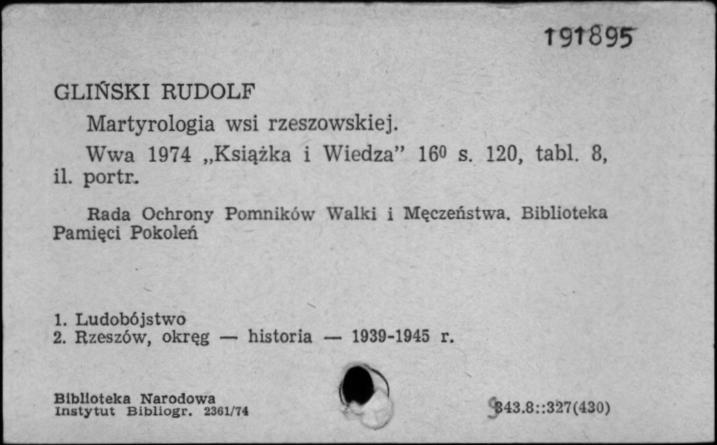 191895
GLIŃSKI RUDOLF
Martyrologia wsi rzeszowskiej.
Wwa 1974 „Książka i Wiedza” 16⁰ s. 120, tabl. 8,
il. portr.
Rada Ochrony Pomników Walki i Męczeństwa. Biblioteka
Pamięci Pokoleń
1. Ludobójstwo
2. Rzeszów, okręg — historia — 1939-1945 r.
Biblioteka Narodowa
Instytut Bibliogr. 2361/74
343.8::327(430)